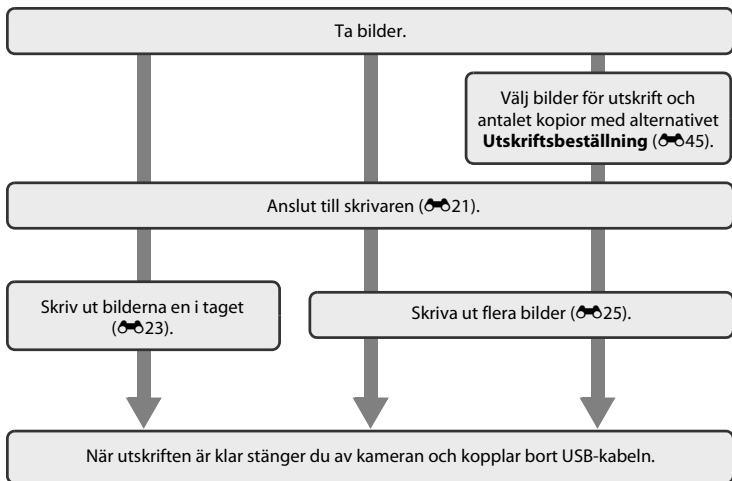 Ta bilder.
Välj bilder för utskrift och
antalet kopior med alternativet
Utskriftsbeställning (45).
Anslut till skrivaren (21).
Skriv ut bilderna en i taget
(23).
Skriva ut flera bilder (25).
När utskriften är klar stänger du av kameran och kopplar bort USB-kabeln.